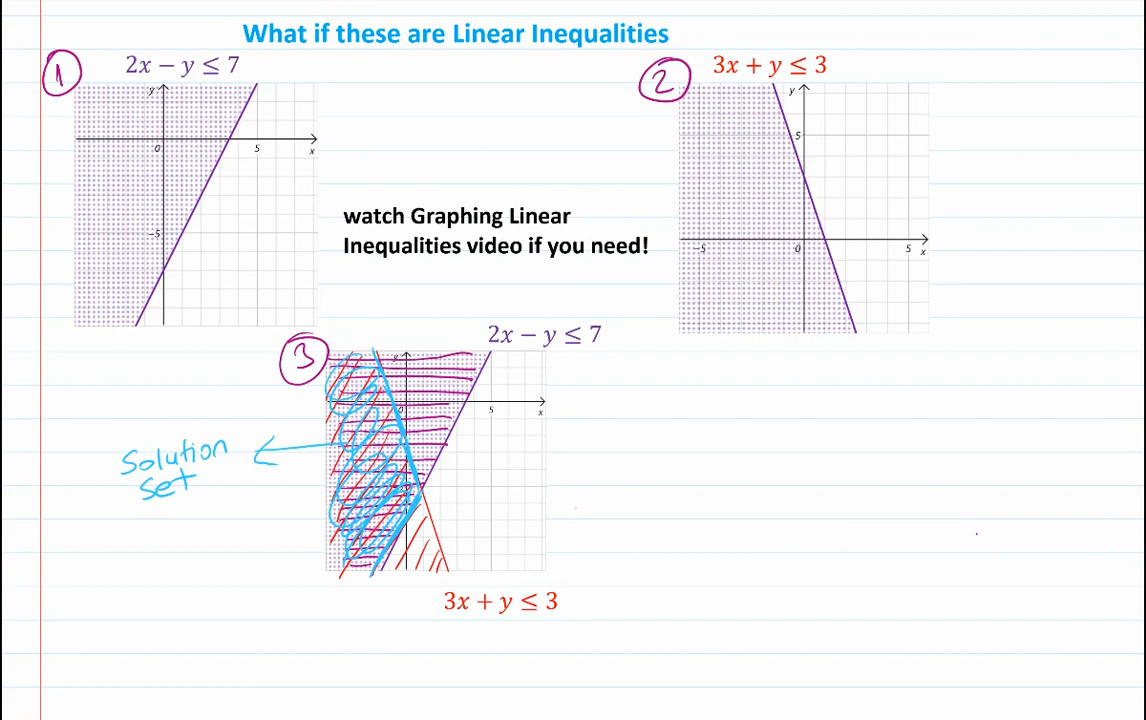 What if these are Linear Inequalities
1
2x − y ≤ 7
2
3x + y ≤ 3
y
0
5
x
−5
y
5
−5
0
5
x
watch Graphing Linear
Inequalities video if you need!
2x − y ≤ 7
3
y
0
5
x
Solution
set
3x + y ≤ 3